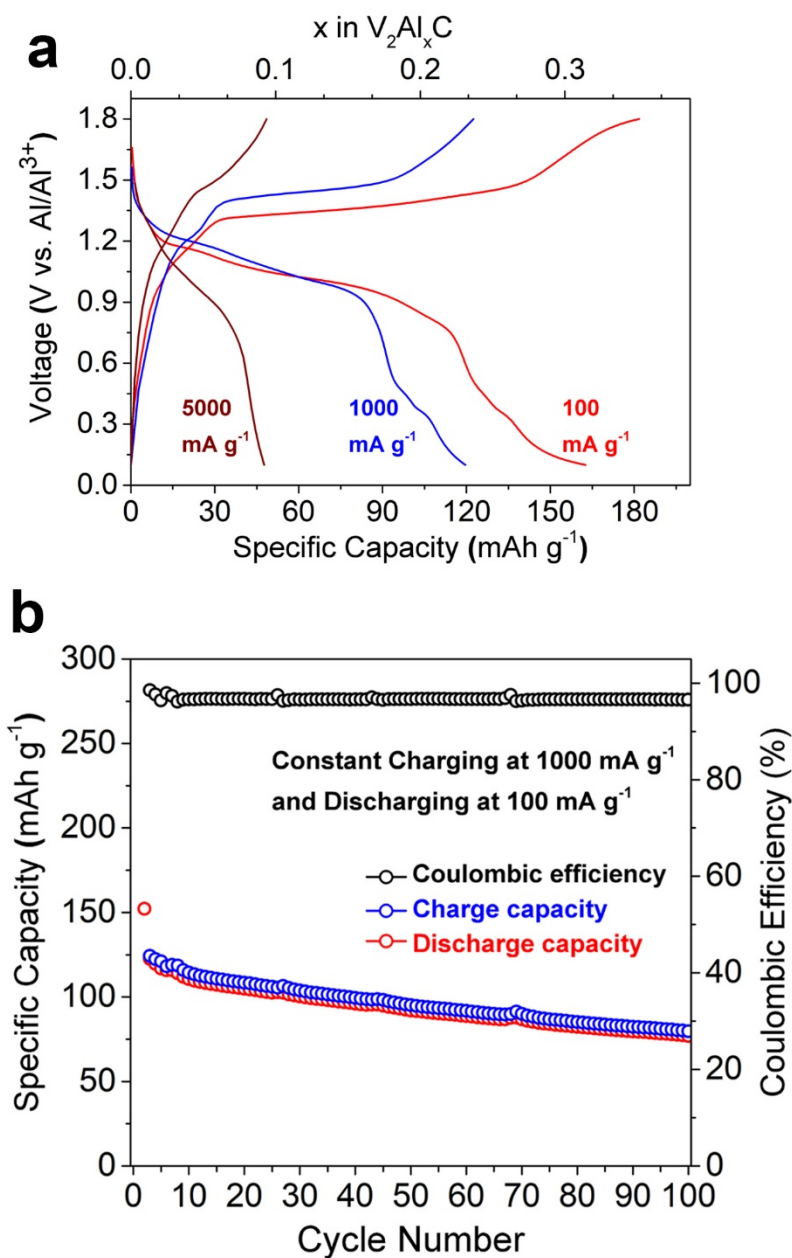 a
x in V₂AlₓC
0.0 0.1 0.2 0.3
Voltage (V vs. Al/Al³⁺)
1.8
1.5
1.2
0.9
0.6
0.3
0.0
5000
mA g⁻¹
1000
mA g⁻¹
100
mA g⁻¹
0 30 60 90 120 150 180
Specific Capacity (mAh g⁻¹)
b
Specific Capacity (mAh g⁻¹)
300
250
200
150
100
50
0
Constant Charging at 1000 mA g⁻¹
and Discharging at 100 mA g⁻¹
Coulombic efficiency
Charge capacity
Discharge capacity
100
80
60
40
20
0
Coulombic Efficiency (%)
0 10 20 30 40 50 60 70 80 90 100
Cycle Number